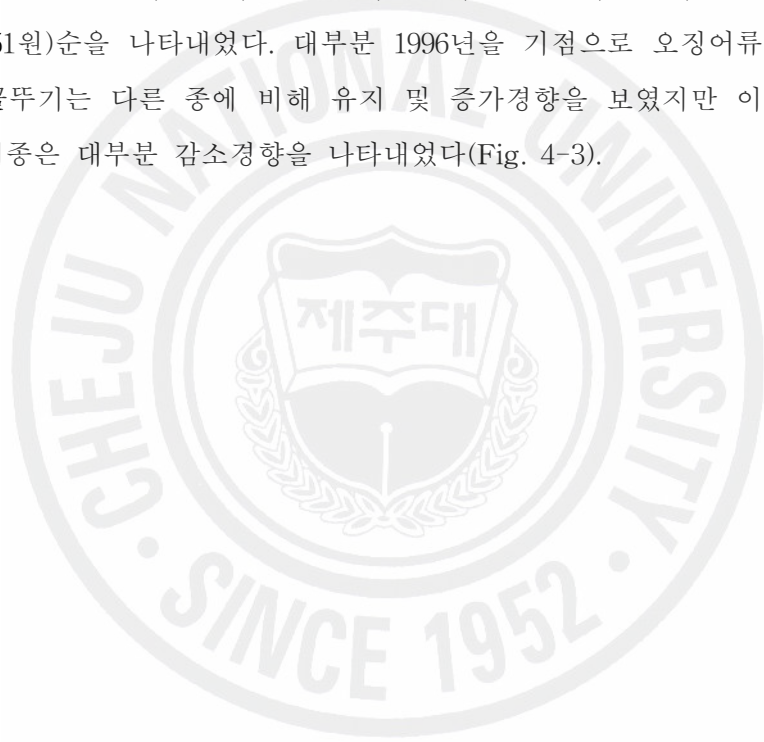 51원)순을 나타내었다. 대부분 1996년을 기점으로 오징어류
꼴뚜기는 다른 종에 비해 유지 및 증가경향을 보였지만 이
어종은 대부분 감소경향을 나타내었다(Fig. 4-3).
CHEJU NATIONAL UNIVERSITY
제주대
SINCE 1952